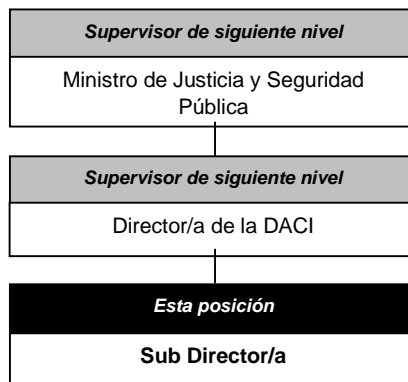 Supervisor de siguiente nivel
Ministro de Justicia y Seguridad
Pública
Supervisor de siguiente nivel
Director/a de la DACI
Esta posición
Sub Director/a